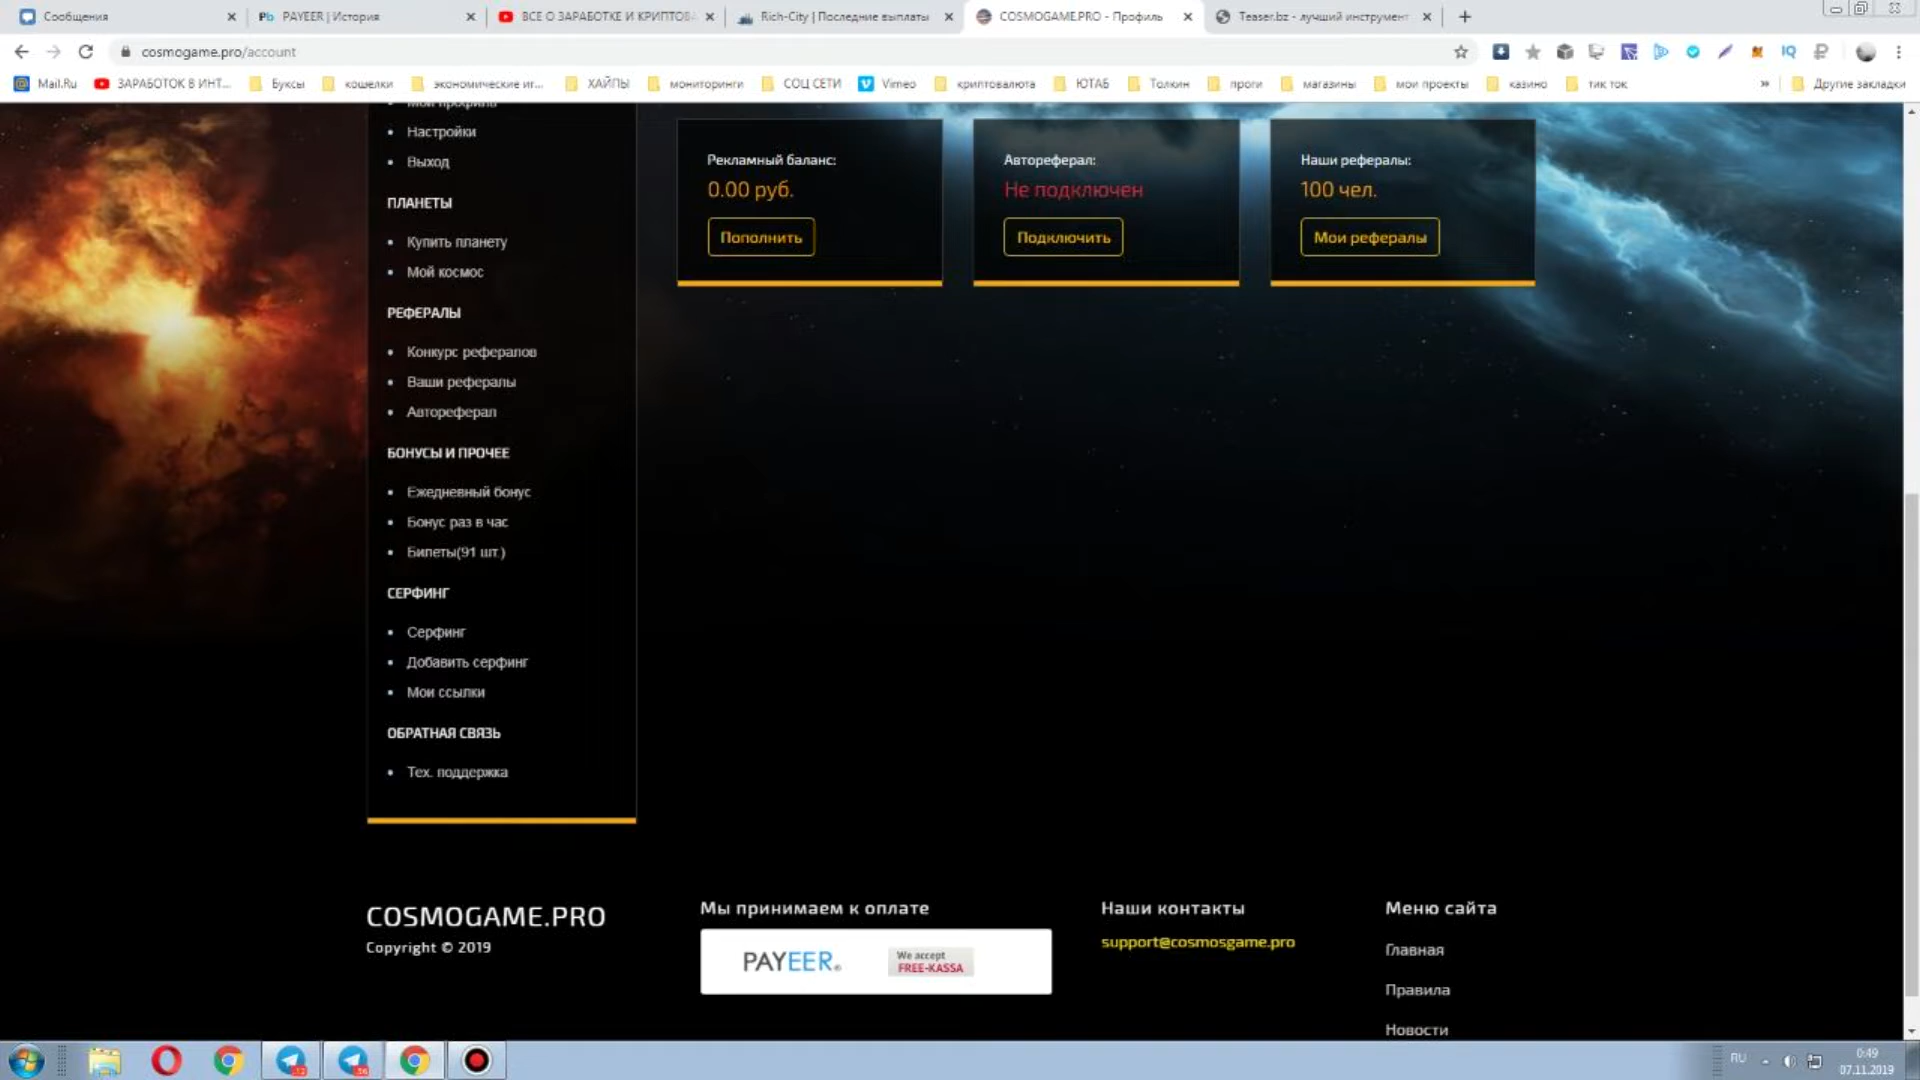 Сообщения
PAYEER | История
ВСЕ О ЗАРАБОТКЕ И КРИПТОВА
Rich-City | Последние выплаты
COSMOGAME.PRO - Профиль
Teaser.bz - лучший инструмент
cosmogame.pro/account
Mail.Ru
ЗАРАБОТОК В ИНТ...
Буксы
кошелки
экономические иг...
ХАЙПЫ
мониторинги
СОЦ СЕТИ
Vimeo
криптовалюта
ЮТАБ
Толкин
проги
магазины
мои проекты
казино
тик ток
»
Другие закладки
Настройки
Выход
ПЛАНЕТЫ
Купить планету
Мой космос
РЕФЕРАЛЫ
Конкурс рефералов
Ваши рефералы
Автореферал
БОНУСЫ И ПРОЧЕЕ
Ежедневный бонус
Бонус раз в час
Билеты(91 шт.)
СЕРФИНГ
Серфинг
Добавить серфинг
Мои ссылки
ОБРАТНАЯ СВЯЗЬ
Тех. поддержка
Рекламный баланс:
0.00 руб.
Пополнить
Автореферал:
Не подключен
Подключить
Наши рефералы:
100 чел.
Мои рефералы
COSMOGAME.PRO
Copyright © 2019
Мы принимаем к оплате
PAYEER
We accept
FREE-KASSA
Наши контакты
support@cosmosgame.pro
Меню сайта
Главная
Правила
Новости
RU
0:49
07.11.2019